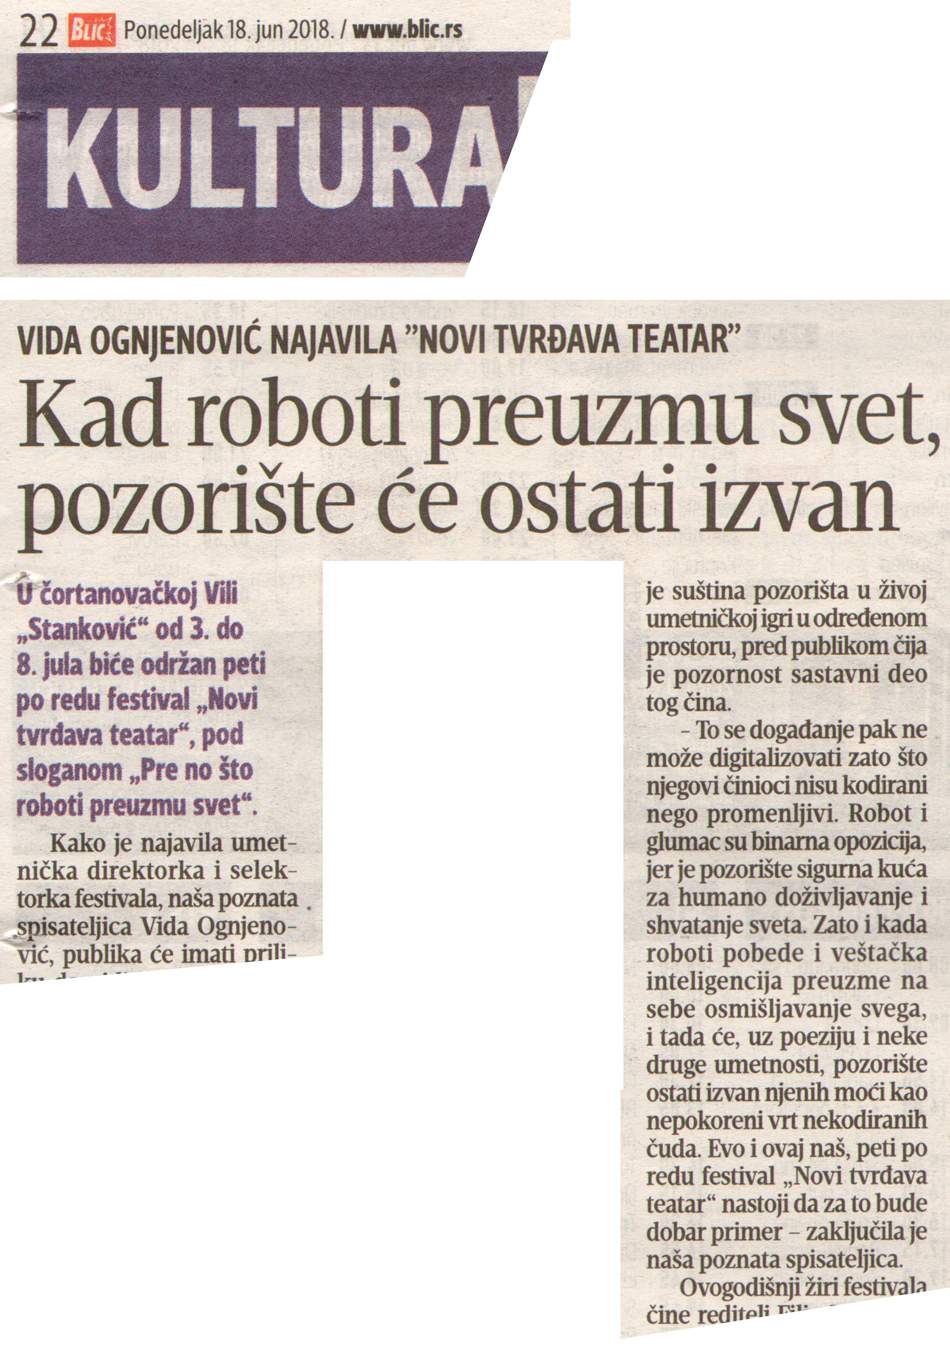 22 Blic Ponedeljak 18. jun 2018. / www.blic.rs
KULTURA
VIDA OGNJENOVIĆ NAJAVILA ”NOVI TVRĐAVA TEATAR”
Kad roboti preuzmu svet,
pozorište će ostati izvan
U čortanovačkoj Vili
„Stanković“ od 3. do
8. jula biće održan peti
po redu festival „Novi
tvrđava teatar“, pod
sloganom „Pre no što
roboti preuzmu svet“.
Kako je najavila umet-
nička direktorka i selek-
torka festivala, naša poznata
spisateljica Vida Ognjeno-
vić, publika će imati prili-
je suština pozorišta u živoj
umetničkoj igri u određenom
prostoru, pred publikom čija
je pozornost sastavni deo
tog čina.
– To se događanje pak ne
može digitalizovati zato što
njegovi činioci nisu kodirani
nego promenljivi. Robot i
glumac su binarna opozicija,
jer je pozorište sigurna kuća
za humano doživljavanje i
shvatanje sveta. Zato i kada
roboti pobede i veštačka
inteligencija preuzme na
sebe osmišljavanje svega,
i tada će, uz poeziju i neke
druge umetnosti, pozorište
ostati izvan njenih moći kao
nepokoreni vrt nekodiranih
čuda. Evo i ovaj naš, peti po
redu festival „Novi tvrđava
teatar“ nastoji da za to bude
dobar primer – zaključila je
naša poznata spisateljica.
Ovogodišnji žiri festivala
čine reditelj